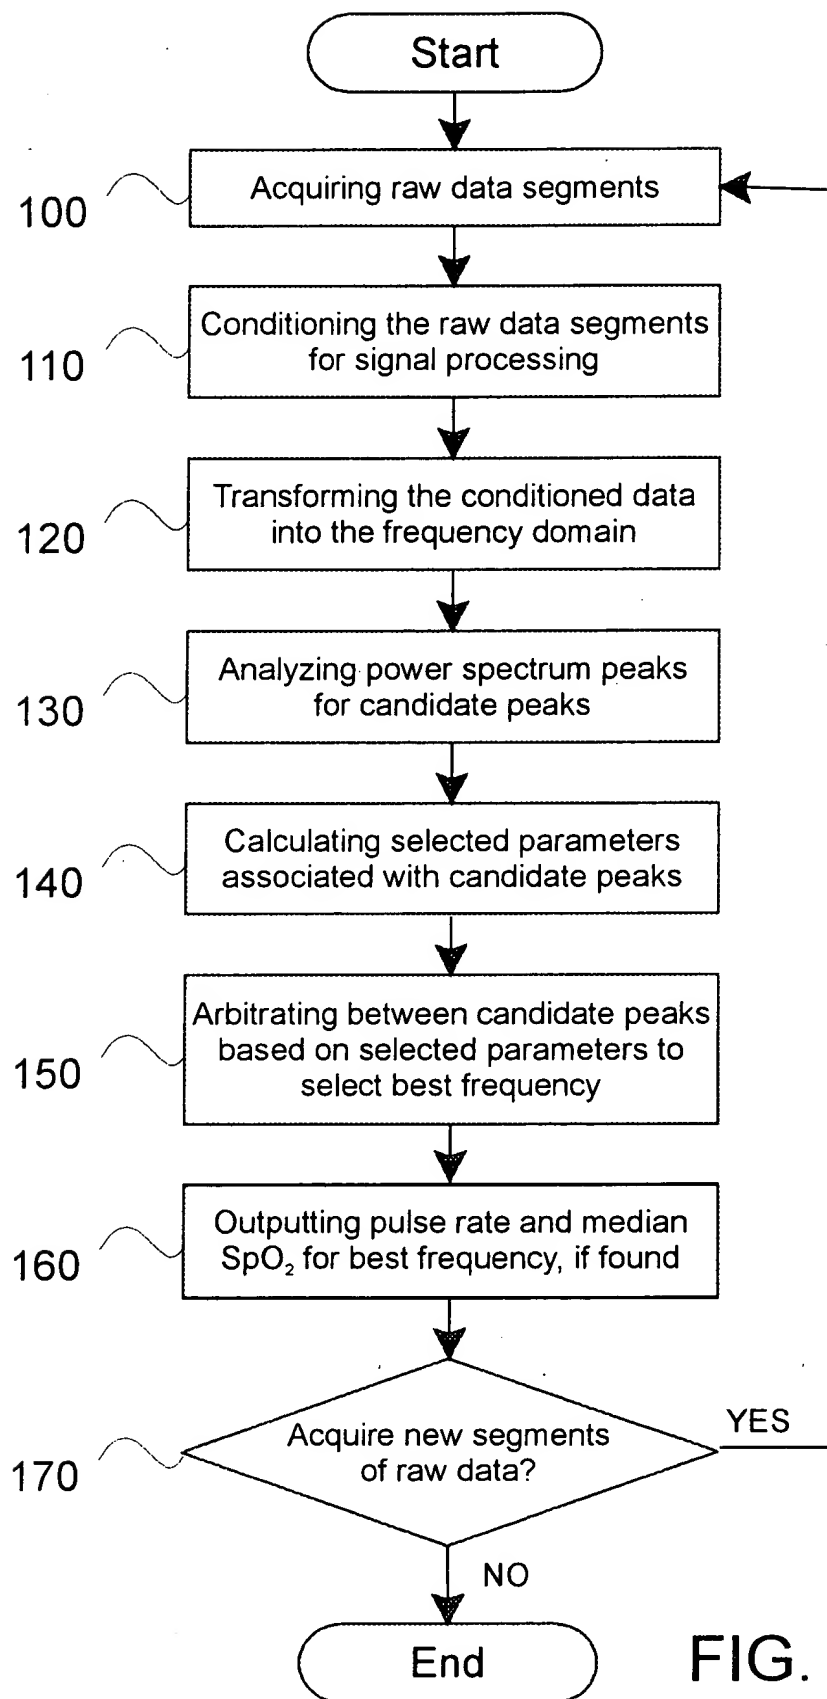 Start
100
Acquiring raw data segments
110
Conditioning the raw data segments
for signal processing
120
Transforming the conditioned data
into the frequency domain
130
Analyzing power spectrum peaks
for candidate peaks
140
Calculating selected parameters
associated with candidate peaks
150
Arbitrating between candidate peaks
based on selected parameters to
select best frequency
160
Outputting pulse rate and median
SpO₂ for best frequency, if found
170
Acquire new segments
of raw data?
YES
NO
End
FIG.